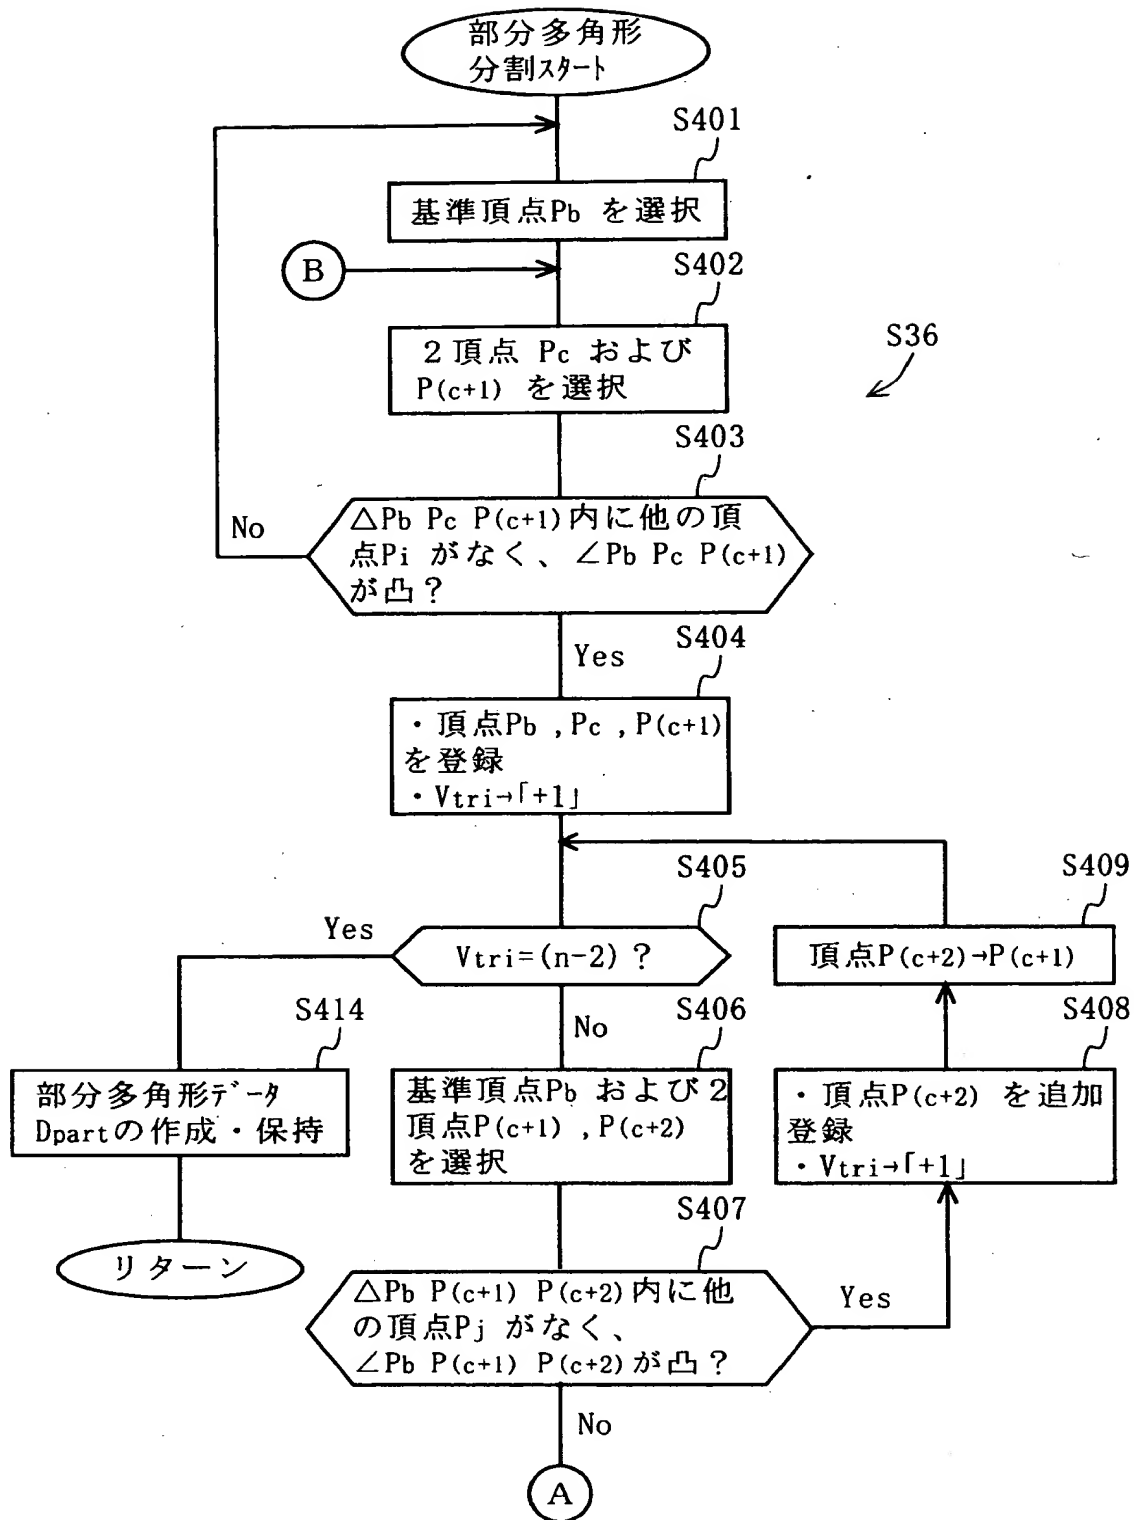 部分多角形
分割スタート
S401
基準頂点Pb を選択
B
S402
2頂点 Pc および
P(c+1) を選択
S36
S403
△Pb Pc P(c+1)内に他の頂
点Pi がなく、∠Pb Pc P(c+1)
が凸?
No
Yes
S404
・頂点Pb ,Pc ,P(c+1)
を登録
・Vtri→「+1」
S405
Vtri=(n-2) ?
Yes
No
S409
頂点P(c+2)→P(c+1)
S414
部分多角形データ
Dpartの作成・保持
S406
基準頂点Pb および2
頂点P(c+1) ,P(c+2)
を選択
S408
・頂点P(c+2) を追加
登録
・Vtri→「+1」
リターン
S407
△Pb P(c+1) P(c+2)内に他
の頂点Pj がなく、
∠Pb P(c+1) P(c+2)が凸?
Yes
No
A